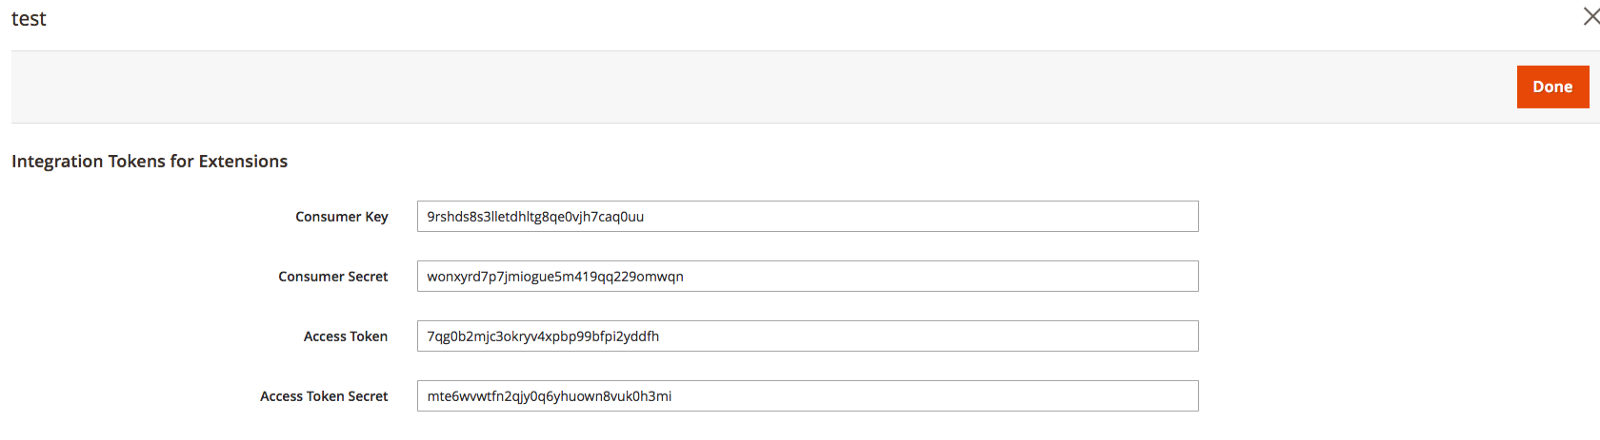 test
Done
Integration Tokens for Extensions
Consumer Key 9rshds8s3lletdhltg8qe0vjh7caq0uu
Consumer Secret wonxyrd7p7jmiogue5m419qq229omwqn
Access Token 7qg0b2mjc3okryv4xpbp99bfpi2yddfh
Access Token Secret mte6wvwtfn2qjy0q6yhuown8vuk0h3mi